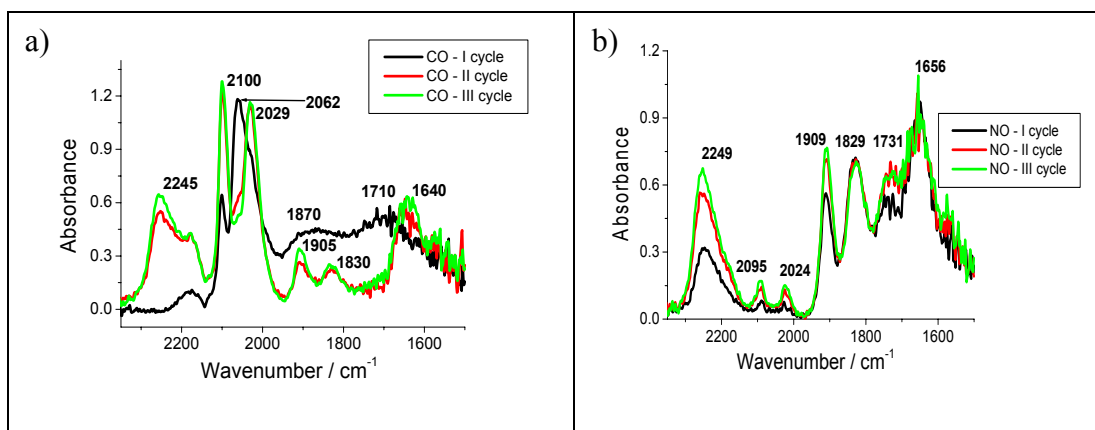 a)
CO - I cycle
CO - II cycle
CO - III cycle
2100
2062
2029
2245
1870
1710
1640
1905
1830
Absorbance
1.2
0.9
0.6
0.3
0.0
2200
2000
1800
1600
Wavenumber / cm⁻¹
b)
1656
NO - I cycle
NO - II cycle
NO - III cycle
1909
1829
1731
2249
2095
2024
Absorbance
1.2
0.9
0.6
0.3
0.0
2200
2000
1800
1600
Wavenumber / cm⁻¹